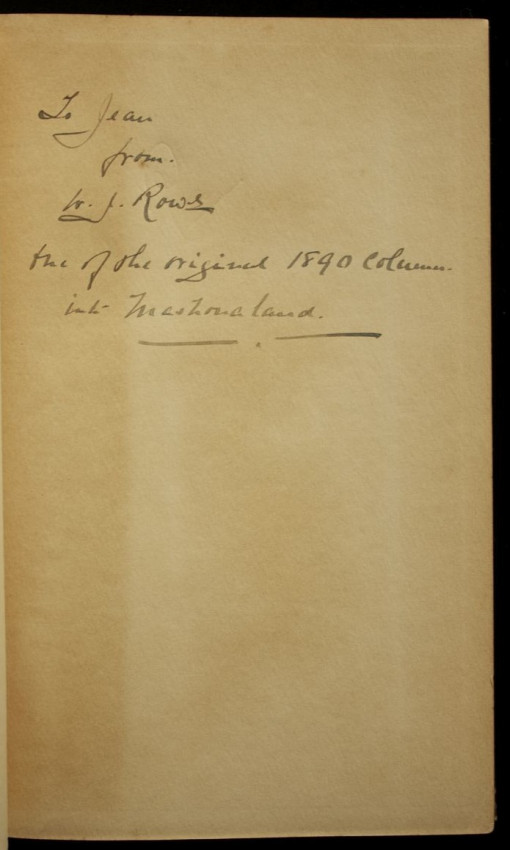 To Jean
from.
W. J. Rowe
One of the original 1890 Column
into Mashonaland.